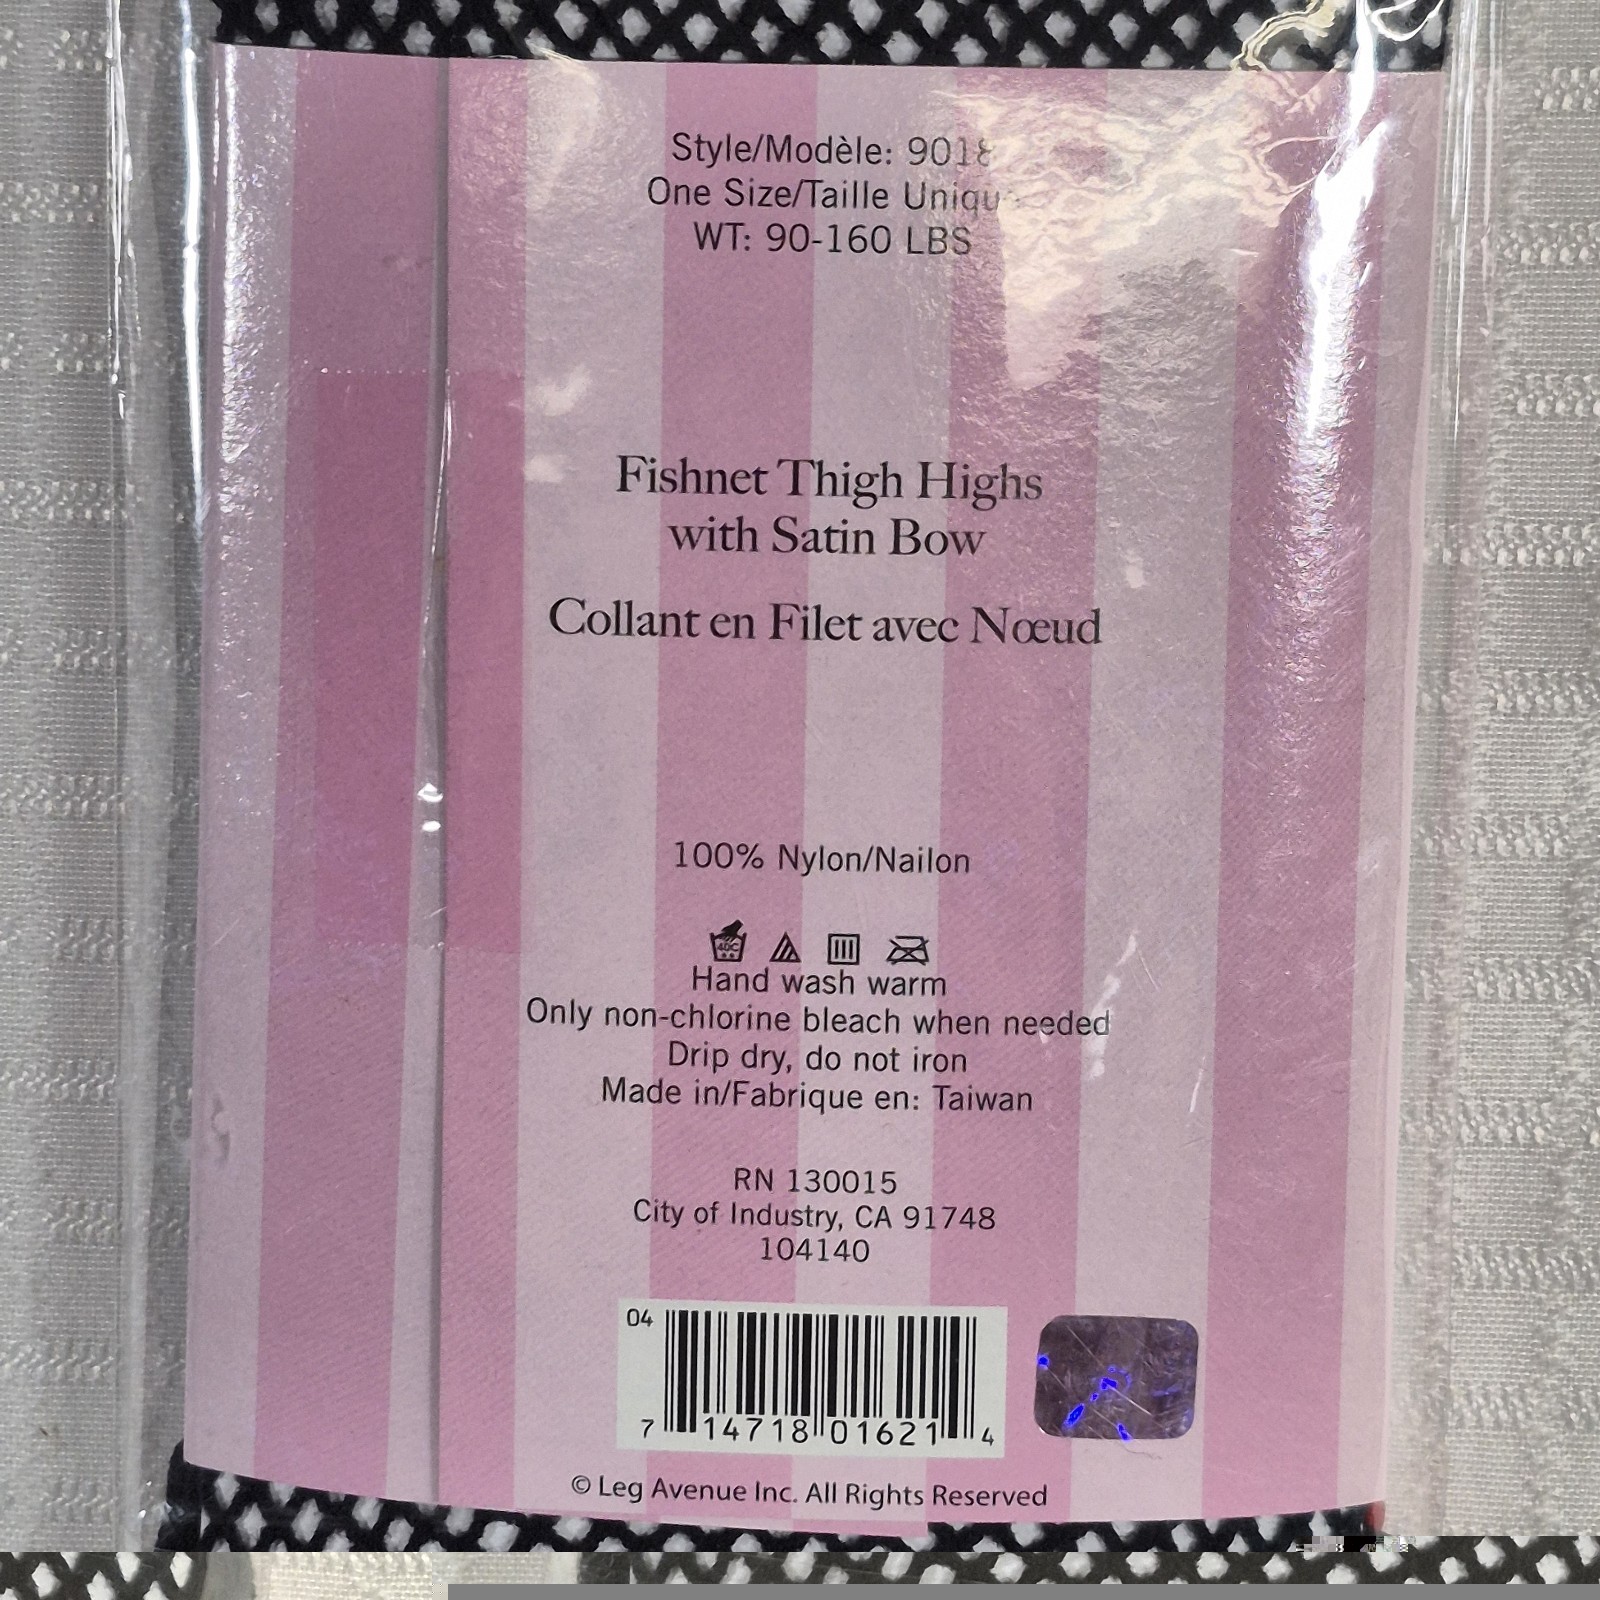 Style/Modèle: 9018
One Size/Taille Unique
WT: 90-160 LBS
Fishnet Thigh Highs
with Satin Bow
Collant en Filet avec Nœud
100% Nylon/Nailon
40C
Hand wash warm
Only non-chlorine bleach when needed
Drip dry, do not iron
Made in/Fabrique en: Taiwan
RN 130015
City of Industry, CA 91748
104140
04
7 14718 01621 4
© Leg Avenue Inc. All Rights Reserved